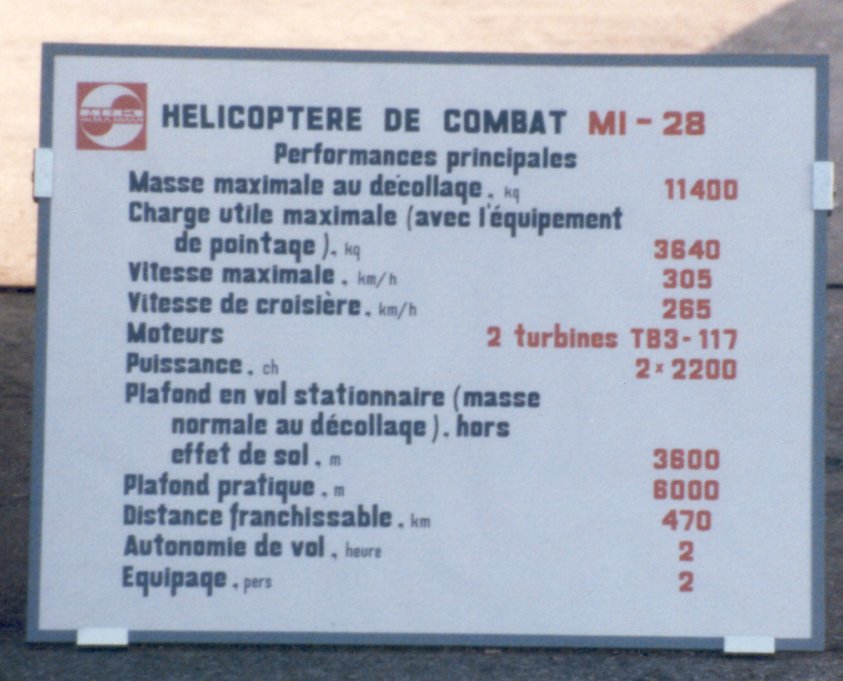 HELICOPTERE DE COMBAT MI-28
Performances principales
Masse maximale au décollage, kg 11400
Charge utile maximale (avec l'équipement
de pointage), kg 3640
Vitesse maximale, km/h 305
Vitesse de croisière, km/h 265
Moteurs 2 turbines TB3-117
Puissance, ch 2×2200
Plafond en vol stationnaire (masse
normale au décollage), hors
effet de sol, m 3600
Plafond pratique, m 6000
Distance franchissable, km 470
Autonomie de vol, heure 2
Equipage, pers 2